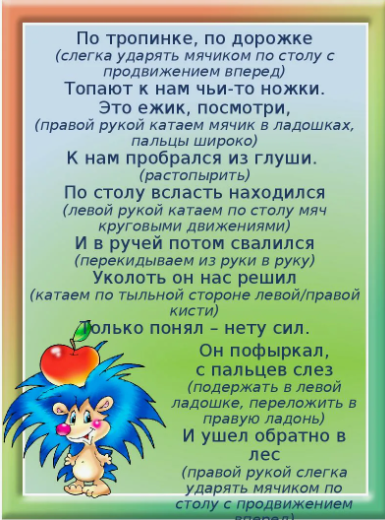 По тропинке, по дорожке
(слегка ударять мячиком по столу с
продвижением вперед)
Топают к нам чьи-то ножки.
Это ежик, посмотри,
(правой рукой катаем мячик в ладошках,
пальцы широко)
К нам пробрался из глуши.
(растопырить)
По столу всласть находился
(левой рукой катаем по столу мяч
круговыми движениями)
И в ручей потом свалился
(перекидываем из руки в руку)
Уколоть он нас решил
(катаем по тыльной стороне левой/правой
кисти)
Только понял – нету сил.
Он пофыркал,
с пальцев слез
(подержать в левой
ладошке, переложить в
правую ладонь)
И ушел обратно в
лес
(правой рукой слегка
ударять мячиком по
столу с продвижением
вперед)